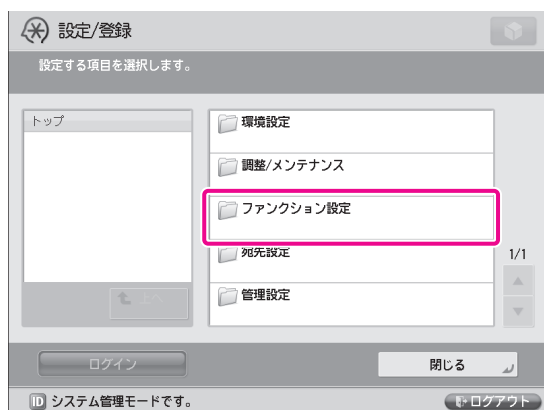 設定/登録
設定する項目を選択します。
トップ
環境設定
調整/メンテナンス
ファンクション設定
宛先設定
1/1
管理設定
上へ
ログイン
閉じる
ID システム管理モードです。
ログアウト